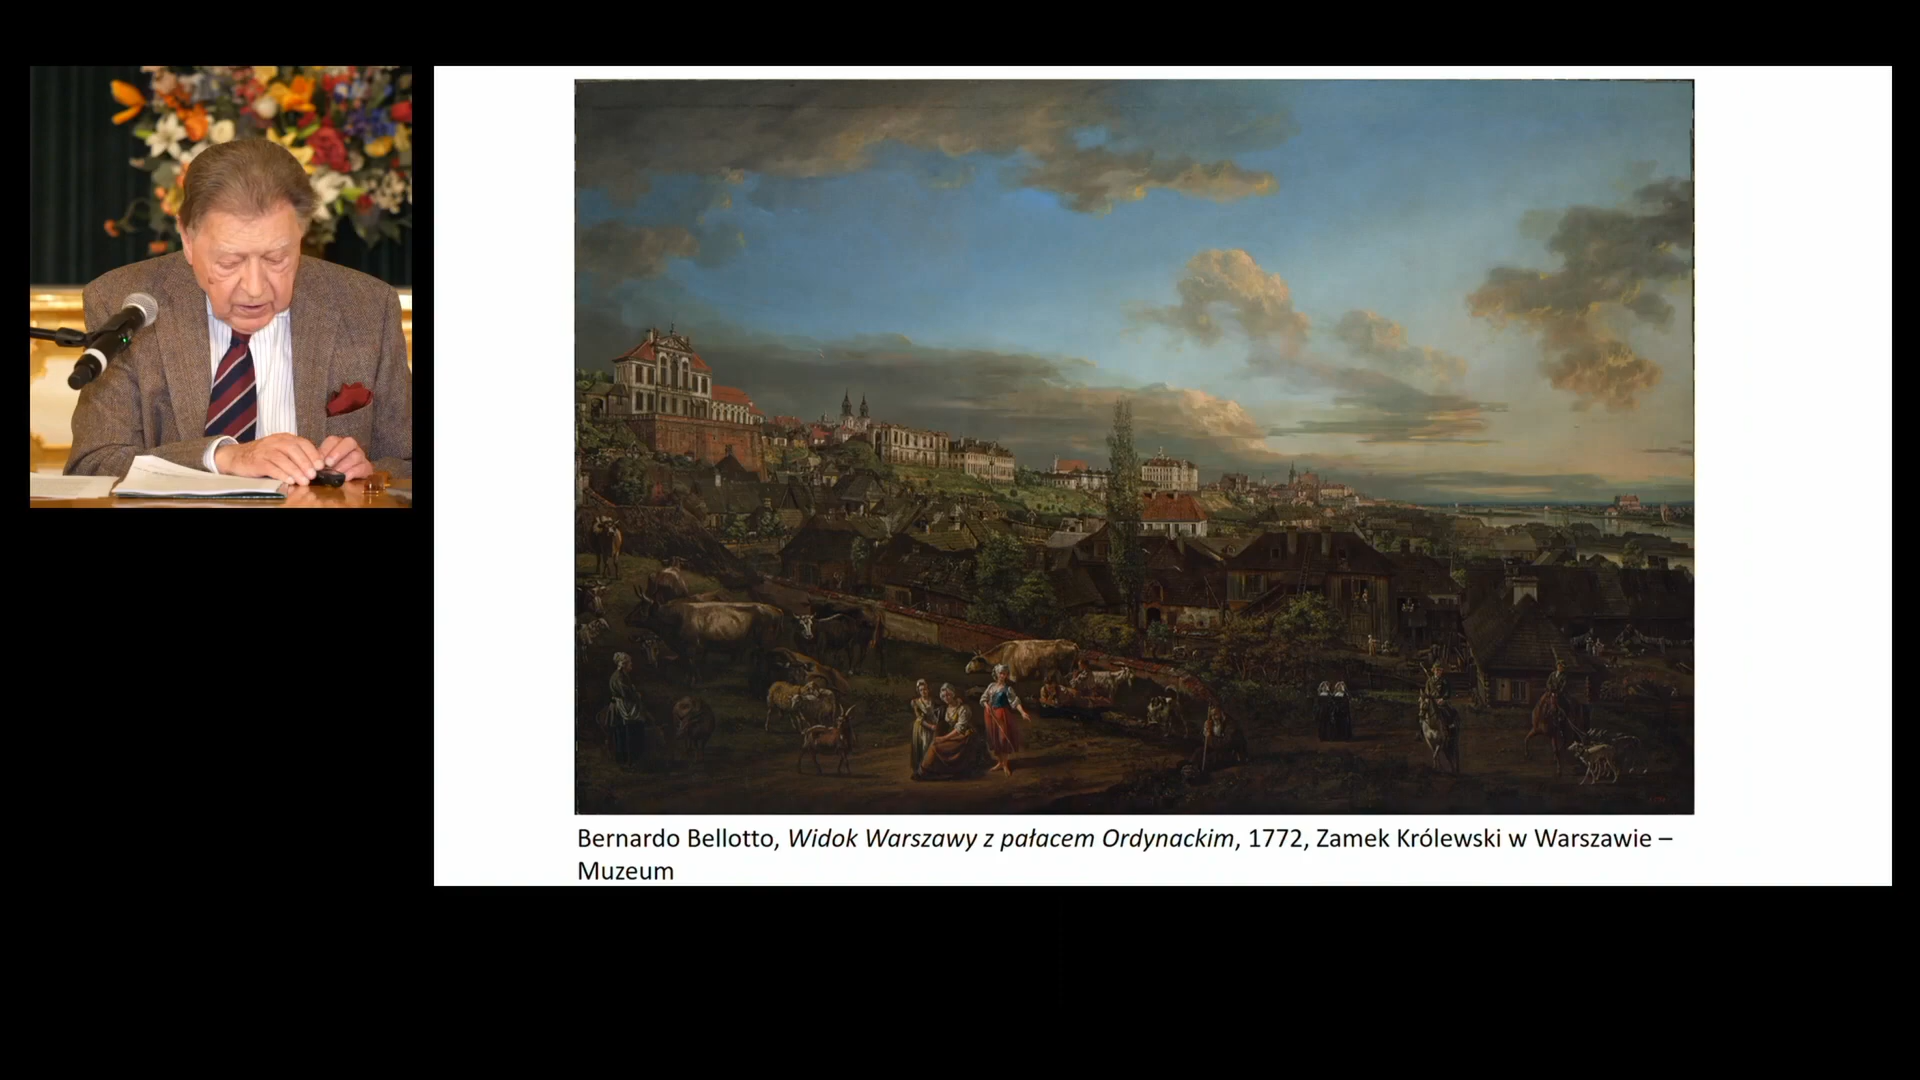 Bernardo Bellotto, Widok Warszawy z pałacem Ordynackim, 1772, Zamek Królewski w Warszawie –
Muzeum